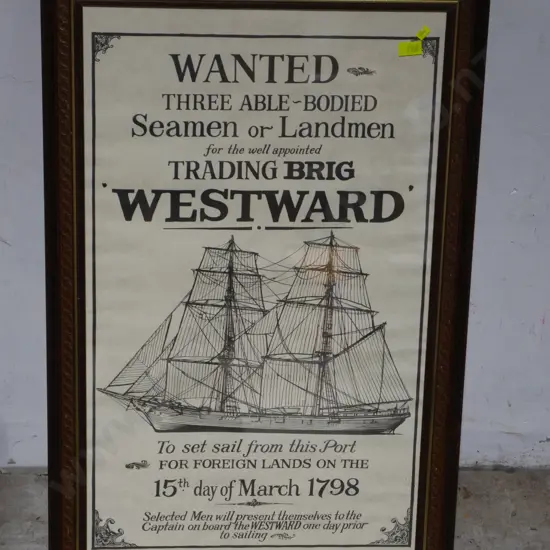 WANTED
THREE ABLE-BODIED
Seamen or Landmen
for the well appointed
TRADING BRIG
'WESTWARD'
To set sail from this Port
FOR FOREIGN LANDS ON THE
15th day of March 1798
Selected Men will present themselves to the
Captain on board the WESTWARD one day prior
to sailing